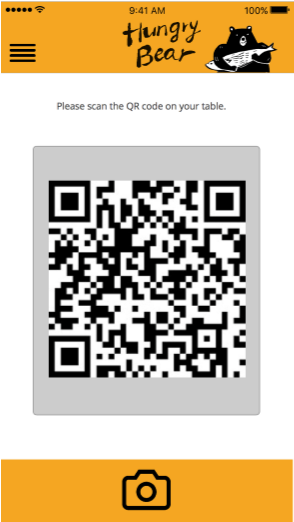 9:41 AM
100%
Hungry
Bear
Please scan the QR code on your table.